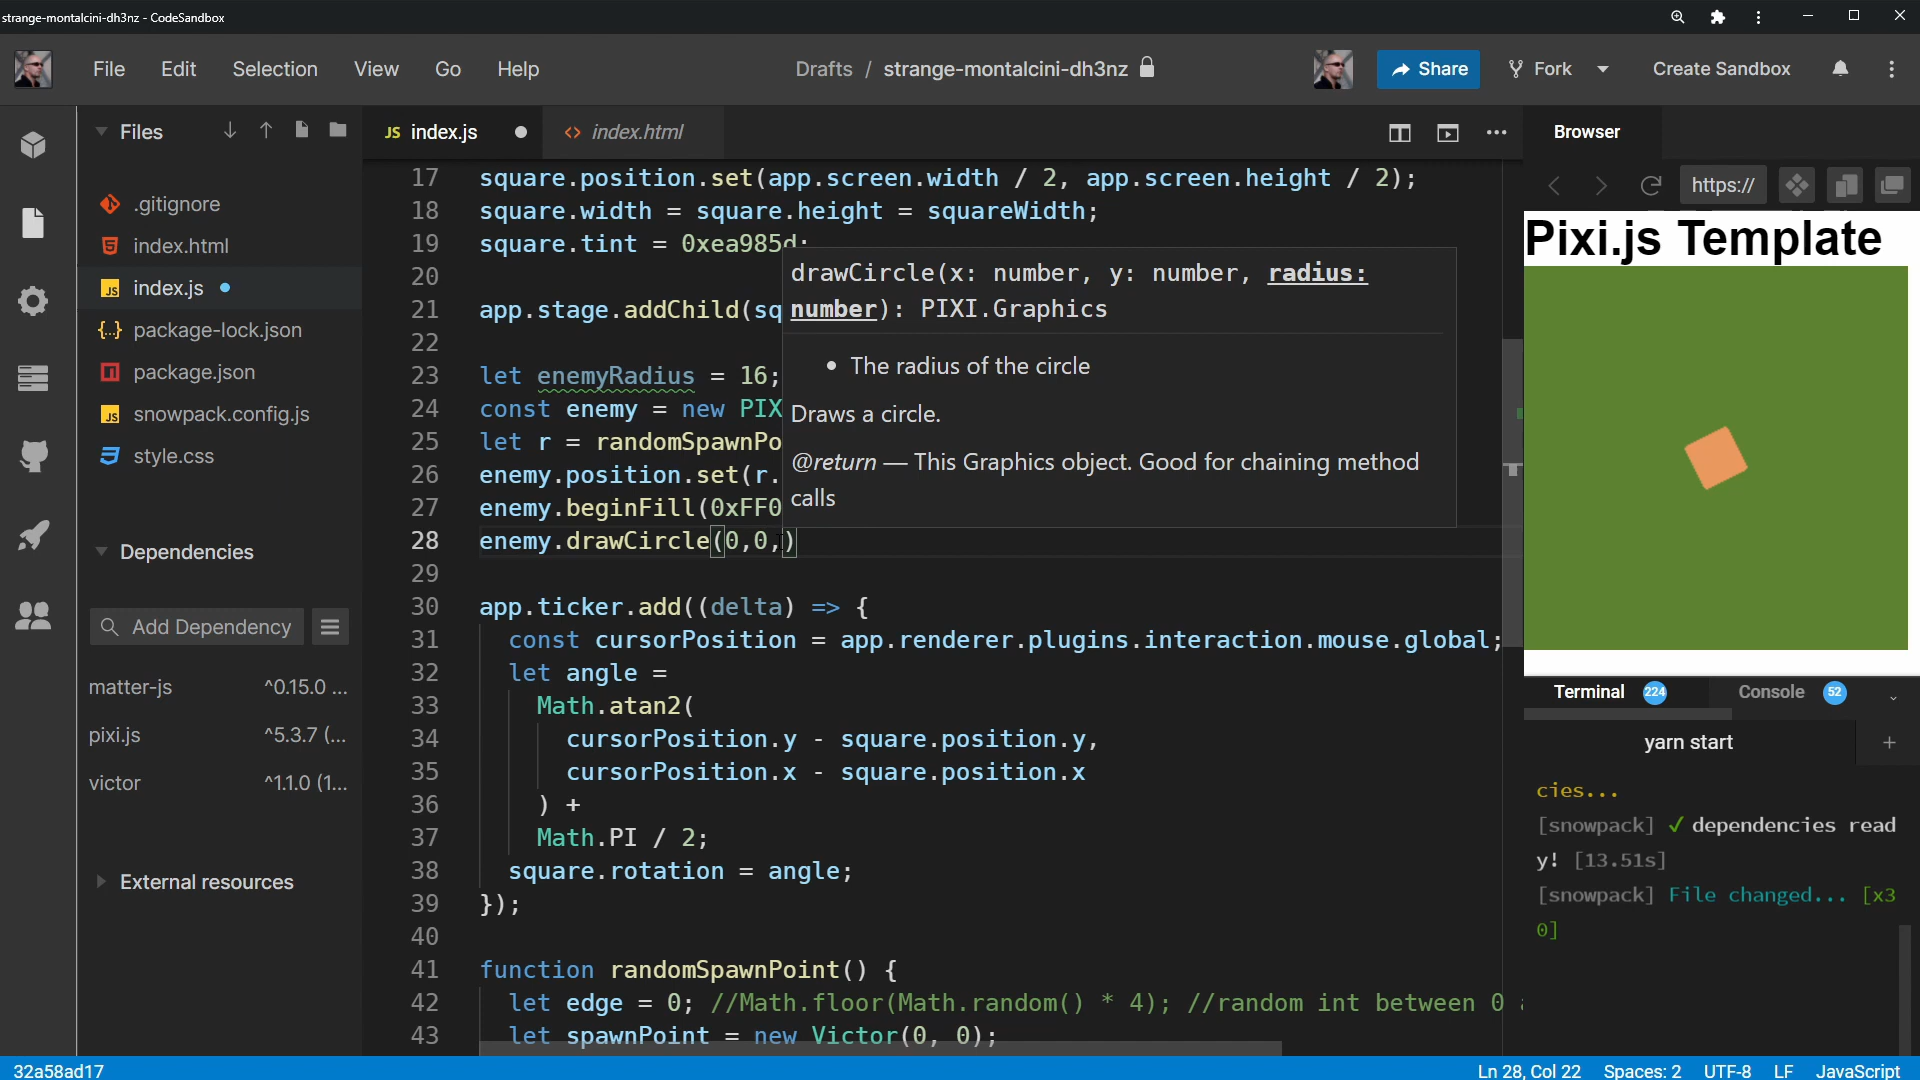 strange-montalcini-dh3nz - CodeSandbox
File Edit Selection View Go Help
Drafts / strange-montalcini-dh3nz
Share Fork Create Sandbox
Files
.gitignore
index.html
index.js
package-lock.json
package.json
snowpack.config.js
style.css
Dependencies
Add Dependency
matter-js ^0.15.0 ...
pixi.js ^5.3.7 (...
victor ^1.1.0 (1...
External resources
JS index.js
<> index.html
17 square.position.set(app.screen.width / 2, app.screen.height / 2);
18 square.width = square.height = squareWidth;
19 square.tint = 0xea985d;
20
21 app.stage.addChild(sq
22
23 let enemyRadius = 16;
24 const enemy = new PIX
25 let r = randomSpawnPo
26 enemy.position.set(r.
27 enemy.beginFill(0xFF0
28 enemy.drawCircle(0,0,)
29
30 app.ticker.add((delta) => {
31 const cursorPosition = app.renderer.plugins.interaction.mouse.global;
32 let angle =
33 Math.atan2(
34 cursorPosition.y - square.position.y,
35 cursorPosition.x - square.position.x
36 ) +
37 Math.PI / 2;
38 square.rotation = angle;
39 });
40
41 function randomSpawnPoint() {
42 let edge = 0; //Math.floor(Math.random() * 4); //random int between 0
43 let spawnPoint = new Victor(0, 0);
drawCircle(x: number, y: number, radius:
number): PIXI.Graphics
• The radius of the circle
Draws a circle.
@return — This Graphics object. Good for chaining method
calls
Browser
https://
Pixi.js Template
Terminal 224 Console 52
yarn start
cies...
[snowpack] ✓ dependencies read
y! [13.51s]
[snowpack] File changed... [x3
0]
32a58ad17
Ln 28, Col 22 Spaces: 2 UTF-8 LF JavaScript